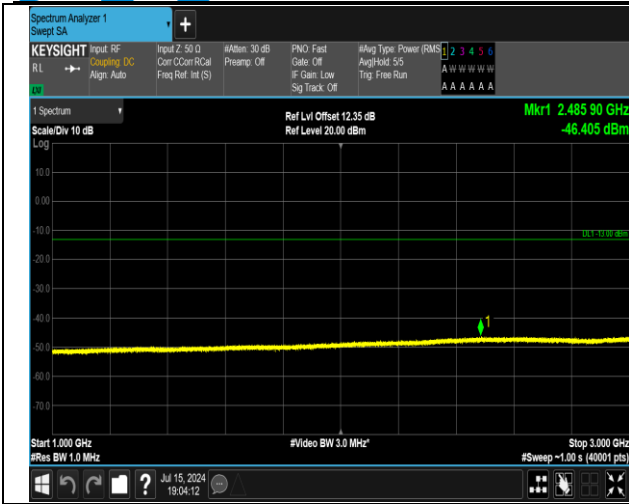 Spectrum Analyzer 1
Swept SA
+
KEYSIGHT
RL
Input: RF
Coupling: DC
Align: Auto
Input Z: 50 Ω
Corr CCorr RCal
Freq Ref: Int (S)
#Atten: 30 dB
Preamp: Off
PNO: Fast
Gate: Off
IF Gain: Low
Sig Track: Off
#Avg Type: Power (RMS
Avg|Hold: 5/5
Trig: Free Run
1 2 3 4 5 6
A W W W W W
A A A A A A
LXI
1 Spectrum
Scale/Div 10 dB
Log
Ref Lvl Offset 12.35 dB
Ref Level 20.00 dBm
Mkr1 2.485 90 GHz
-46.405 dBm
10.0
0.00
-10.0
DL1 -13.00 dBm
-20.0
-30.0
-40.0
1
-50.0
-60.0
-70.0
Start 1.000 GHz
#Res BW 1.0 MHz
#Video BW 3.0 MHz*
Stop 3.000 GHz
#Sweep ~1.00 s (40001 pts)
?
Jul 15, 2024
19:04:12